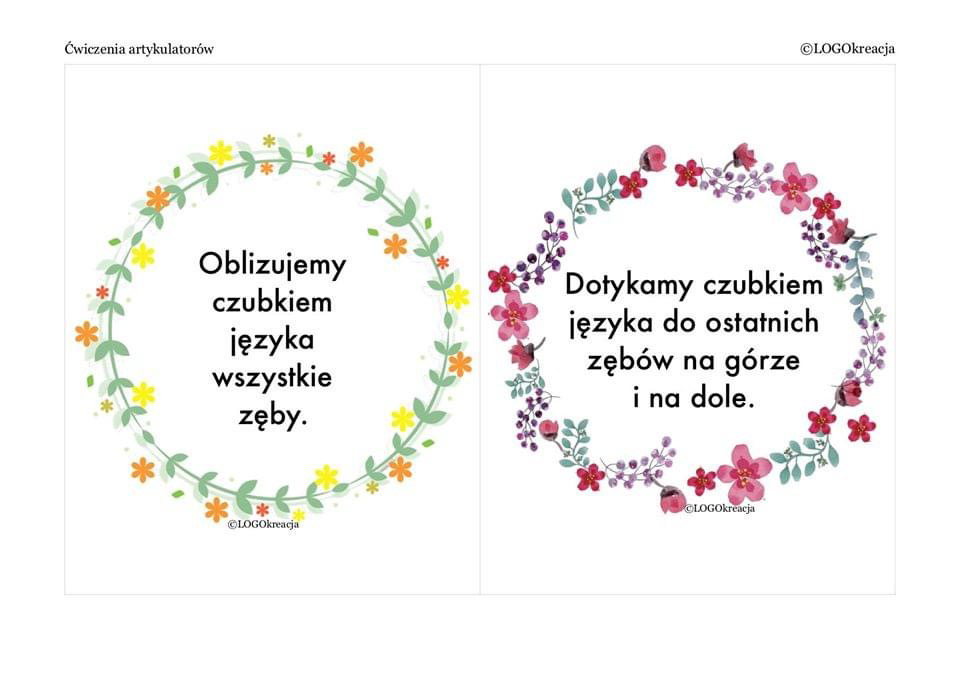 Ćwiczenia artykulatorów
©LOGOkreacja
Oblizujemy
czubkiem
języka
wszystkie
zęby.
©LOGOkreacja
Dotykamy czubkiem
języka do ostatnich
zębów na górze
i na dole.
©LOGOkreacja